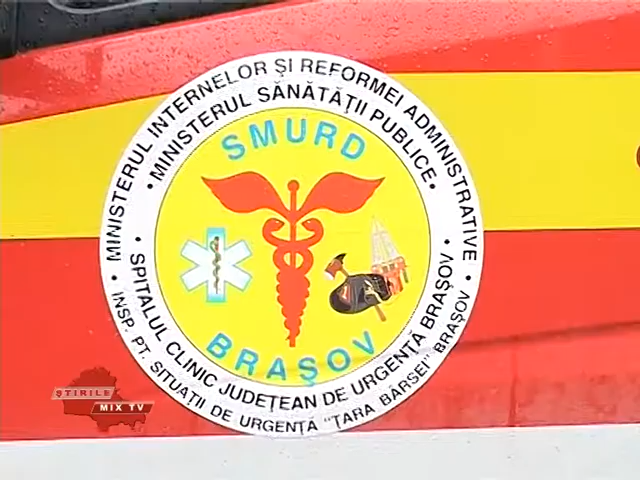 MINISTERUL INTERNELOR ȘI REFORMEI ADMINISTRATIVE
•MINISTERUL SĂNĂTĂȚII PUBLICE•
SMURD
BRAȘOV
• SPITALUL CLINIC JUDEȚEAN DE URGENȚĂ BRAȘOV •
• INSP. PT. SITUAȚII DE URGENȚĂ "ȚARA BÂRSEI" BRAȘOV •
ȘTIRILE
MIX TV